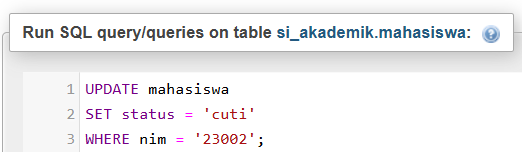 Run SQL query/queries on table si_akademik.mahasiswa:
1 UPDATE mahasiswa
2 SET status = 'cuti'
3 WHERE nim = '23002';